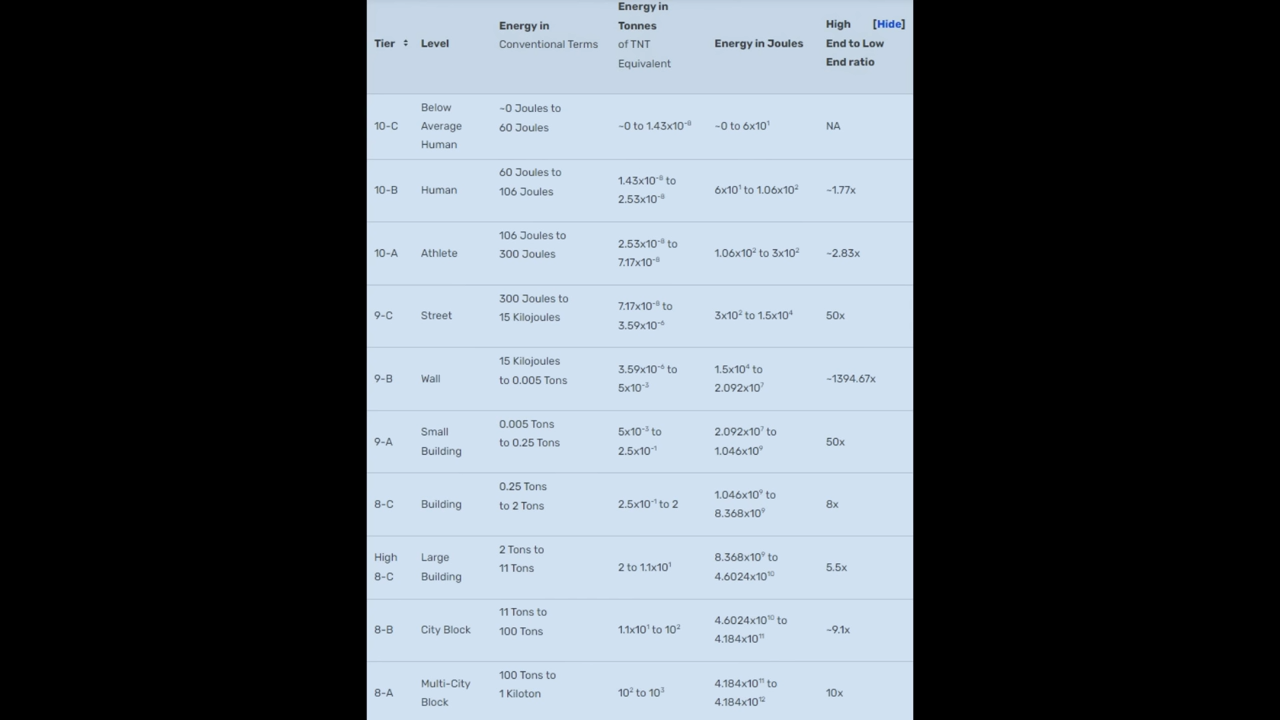 Tier
Level
Energy in
Conventional Terms
Energy in
Tonnes
of TNT
Equivalent
Energy in Joules
High [Hide]
End to Low
End ratio
10-C
Below
Average
Human
~0 Joules to
60 Joules
~0 to 1.43x10⁻⁸
~0 to 6x10¹
NA
10-B
Human
60 Joules to
106 Joules
1.43x10⁻⁸ to
2.53x10⁻⁸
6x10¹ to 1.06x10²
~1.77x
10-A
Athlete
106 Joules to
300 Joules
2.53x10⁻⁸ to
7.17x10⁻⁸
1.06x10² to 3x10²
~2.83x
9-C
Street
300 Joules to
15 Kilojoules
7.17x10⁻⁸ to
3.59x10⁻⁶
3x10² to 1.5x10⁴
50x
9-B
Wall
15 Kilojoules
to 0.005 Tons
3.59x10⁻⁶ to
5x10⁻³
1.5x10⁴ to
2.092x10⁷
~1394.67x
9-A
Small
Building
0.005 Tons
to 0.25 Tons
5x10⁻³ to
2.5x10⁻¹
2.092x10⁷ to
1.046x10⁹
50x
8-C
Building
0.25 Tons
to 2 Tons
2.5x10⁻¹ to 2
1.046x10⁹ to
8.368x10⁹
8x
High
8-C
Large
Building
2 Tons to
11 Tons
2 to 1.1x10¹
8.368x10⁹ to
4.6024x10¹⁰
5.5x
8-B
City Block
11 Tons to
100 Tons
1.1x10¹ to 10²
4.6024x10¹⁰ to
4.184x10¹¹
~9.1x
8-A
Multi-City
Block
100 Tons to
1 Kiloton
10² to 10³
4.184x10¹¹ to
4.184x10¹²
10x